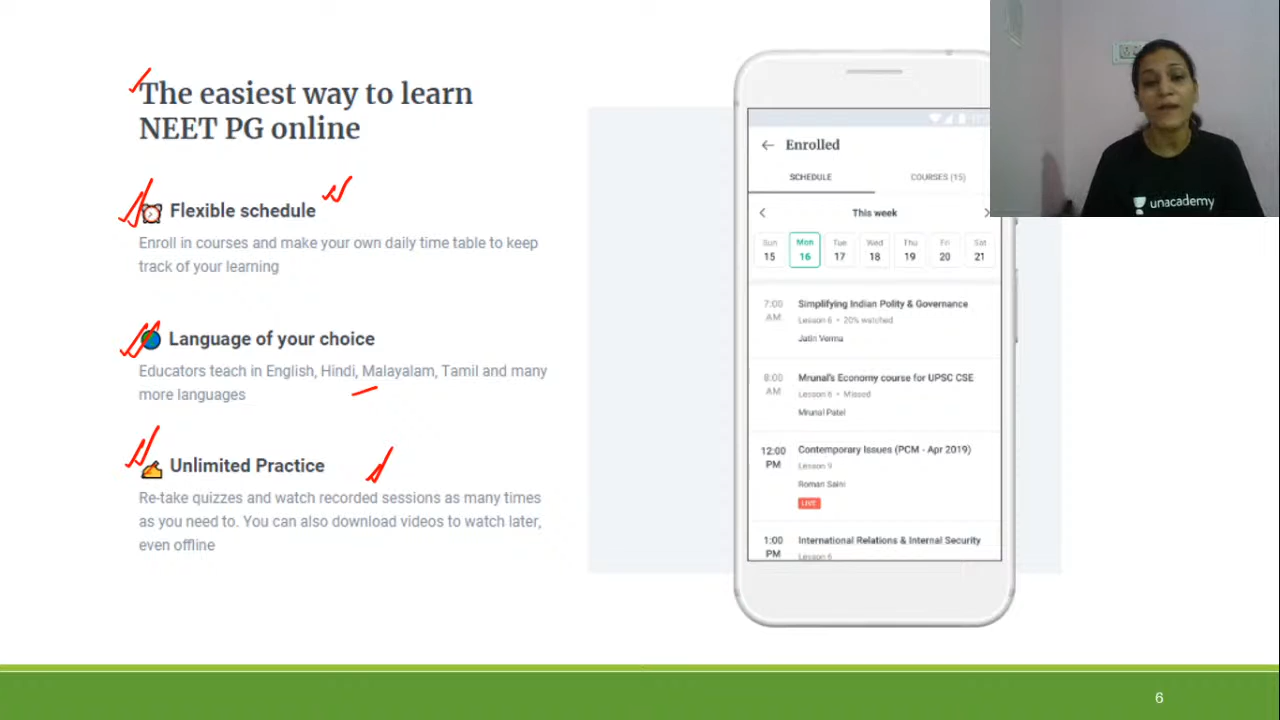 The easiest way to learn
NEET PG online
Flexible schedule
Enroll in courses and make your own daily time table to keep
track of your learning
Language of your choice
Educators teach in English, Hindi, Malayalam, Tamil and many
more languages
Unlimited Practice
Re-take quizzes and watch recorded sessions as many times
as you need to. You can also download videos to watch later,
even offline
Enrolled
SCHEDULE COURSES (15)
This week
Sun Mon Tue Wed Thu Fri Sat
15 16 17 18 19 20 21
7:00 AM
Simplifying Indian Polity & Governance
Lesson 6 • 20% watched
Jatin Verma
8:00 AM
Mrunal's Economy course for UPSC CSE
Lesson 6 • Missed
Mrunal Patel
12:00 PM
Contemporary Issues (PCM - Apr 2019)
Lesson 9
Roman Saini
LIVE
1:00 PM
International Relations & Internal Security
Lesson 6
unacademy
6